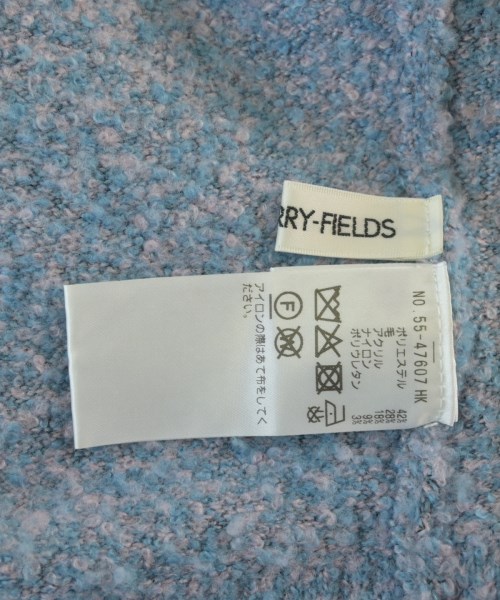 RRY-FIELDS
NO. 55-47607 HK
ポリエステル 42%
毛 28%
アクリル 18%
ナイロン 9%
ポリウレタン 3%
F
W
アイロンの際はあて布をしてく
ださい。